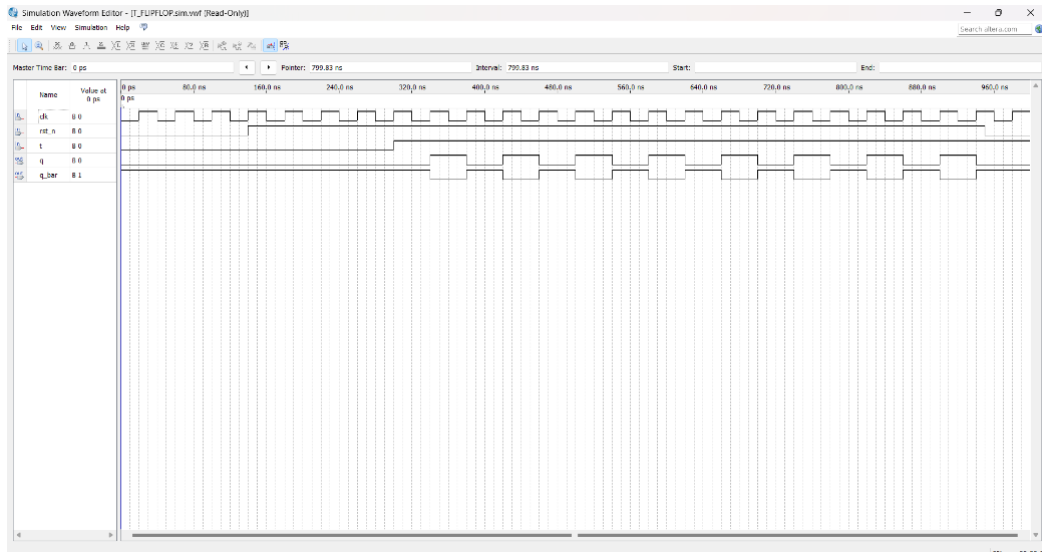 Simulation Waveform Editor - [T_FLIPFLOP.sim.vwf (Read-Only)]
File Edit View Simulation Help
Search altera.com
Master Time Bar: 0 ps
Pointer: 799.83 ns
Interval: 799.83 ns
Start:
End:
Name
Value at
0 ps
0 ps 80.0 ns 160.0 ns 240.0 ns 320.0 ns 400.0 ns 480.0 ns 560.0 ns 640.0 ns 720.0 ns 800.0 ns 880.0 ns 960.0 ns
0 ps
clk B 0
rst_n B 0
t B 0
q B 0
q_bar B 1